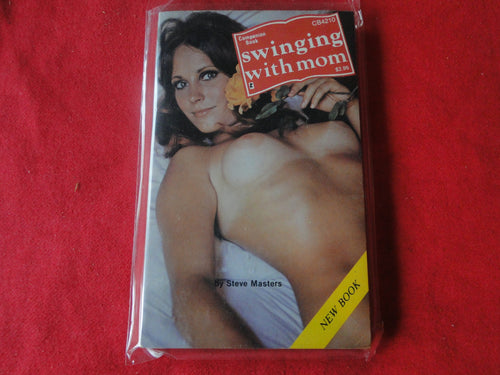 Companion
Book
CB4210
swinging
with mom
$2.95
by Steve Masters
NEW BOOK